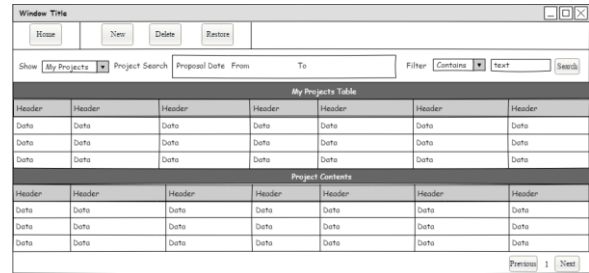 Window Title
Home New Delete Restore
Show My Projects Project Search Proposal Date From To Filter Contains text Search
My Projects Table
Header Header Header Header Header Header Header
Data Data Data Data Data Data Data
Data Data Data Data Data Data Data
Data Data Data Data Data Data Data
Project Contents
Header Header Header Header Header Header Header
Data Data Data Data Data Data Data
Data Data Data Data Data Data Data
Data Data Data Data Data Data Data
Previous 1 Next